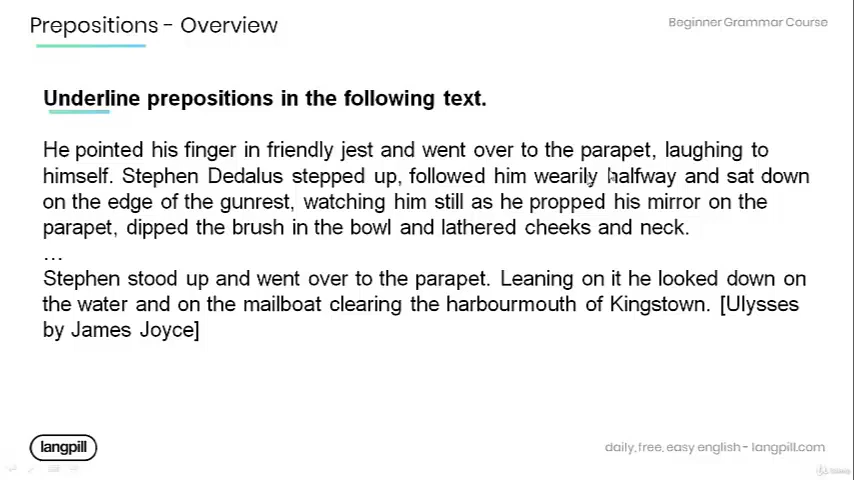 Prepositions - Overview
Beginner Grammar Course
Underline prepositions in the following text.
He pointed his finger in friendly jest and went over to the parapet, laughing to
himself. Stephen Dedalus stepped up, followed him wearily halfway and sat down
on the edge of the gunrest, watching him still as he propped his mirror on the
parapet, dipped the brush in the bowl and lathered cheeks and neck.
…
Stephen stood up and went over to the parapet. Leaning on it he looked down on
the water and on the mailboat clearing the harbourmouth of Kingstown. [Ulysses
by James Joyce]
langpill
daily, free, easy english - langpill.com